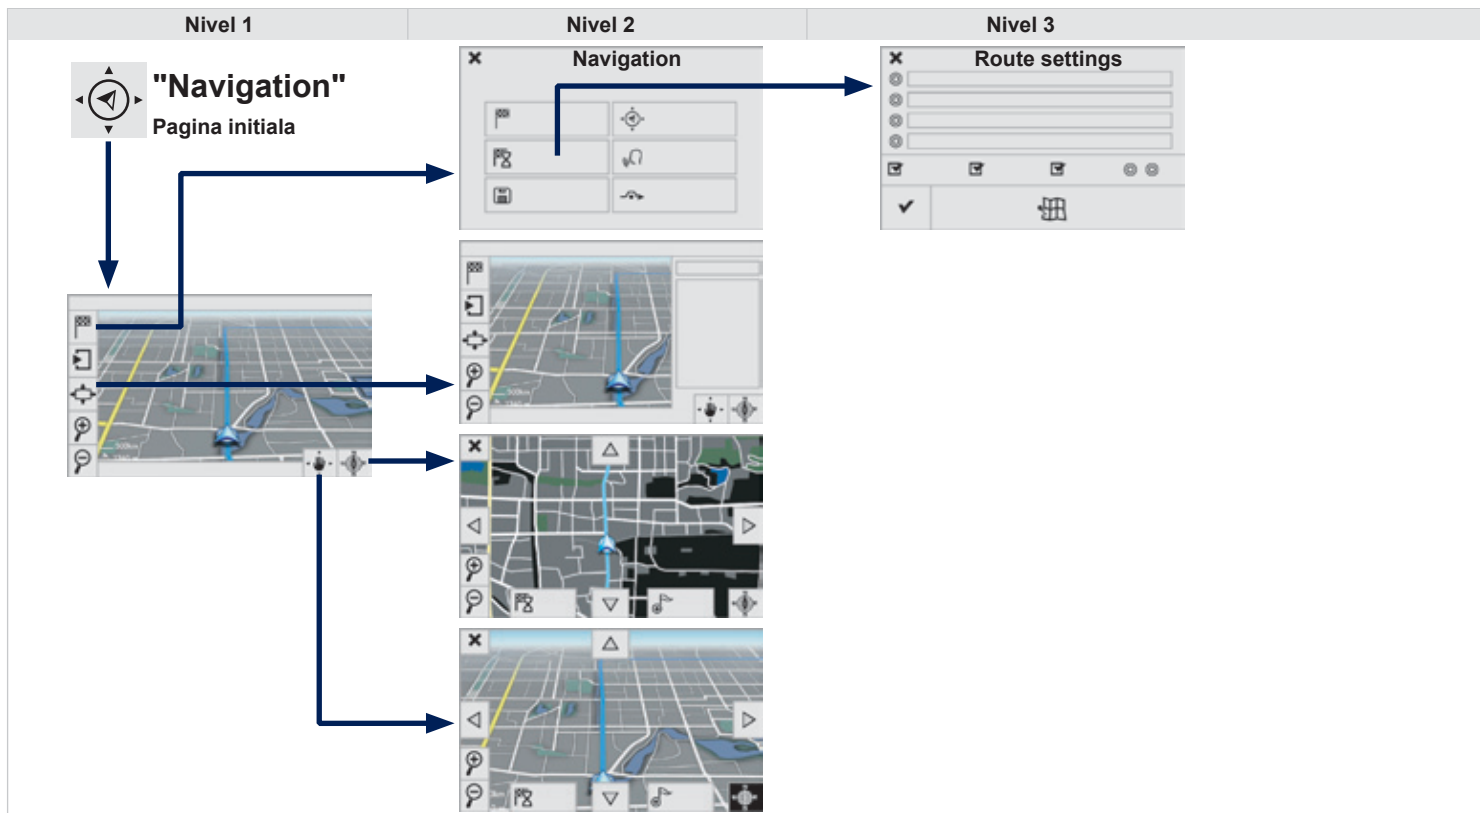 Nivel 1
Nivel 2
Nivel 3
"Navigation"
Pagina initiala
Navigation
Route settings